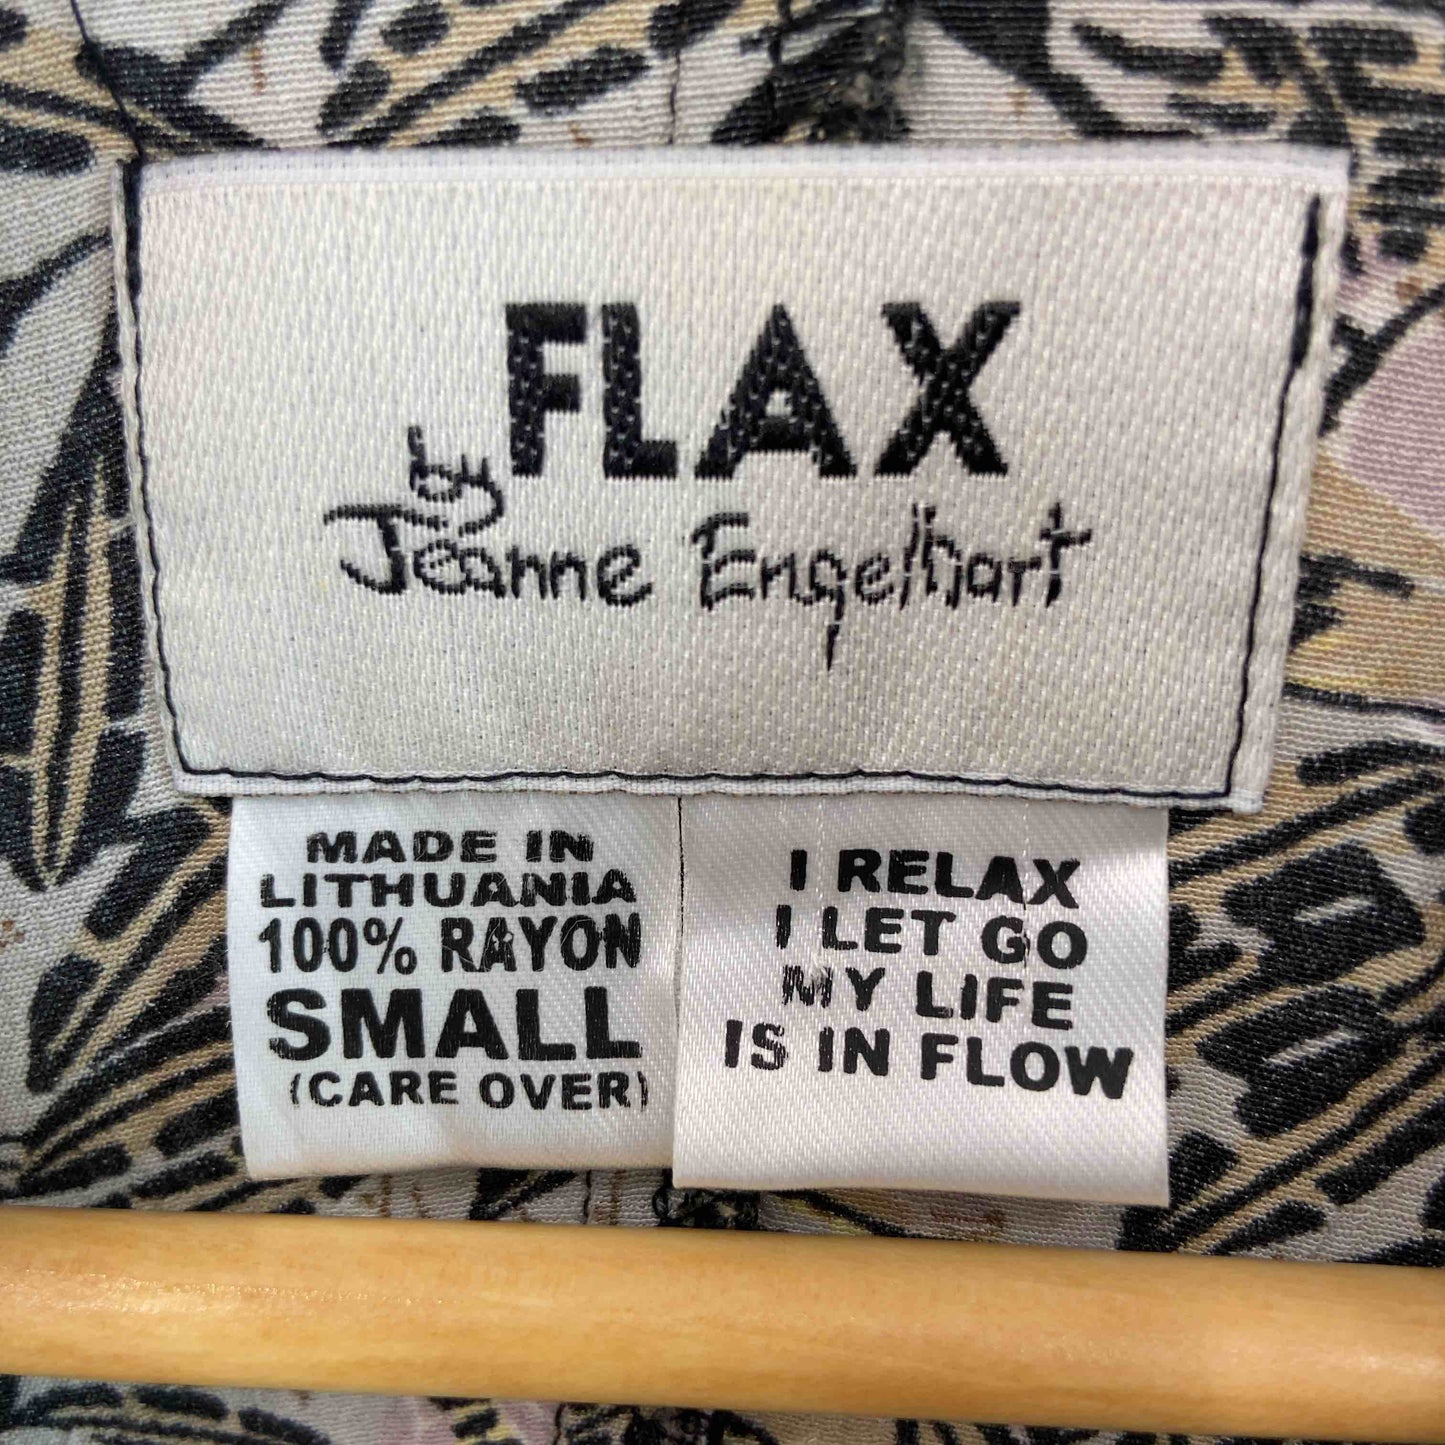 FLAX
by
Jeanne Engelhart
MADE IN
LITHUANIA
100% RAYON
SMALL
(CARE OVER)
I RELAX
I LET GO
MY LIFE
IS IN FLOW